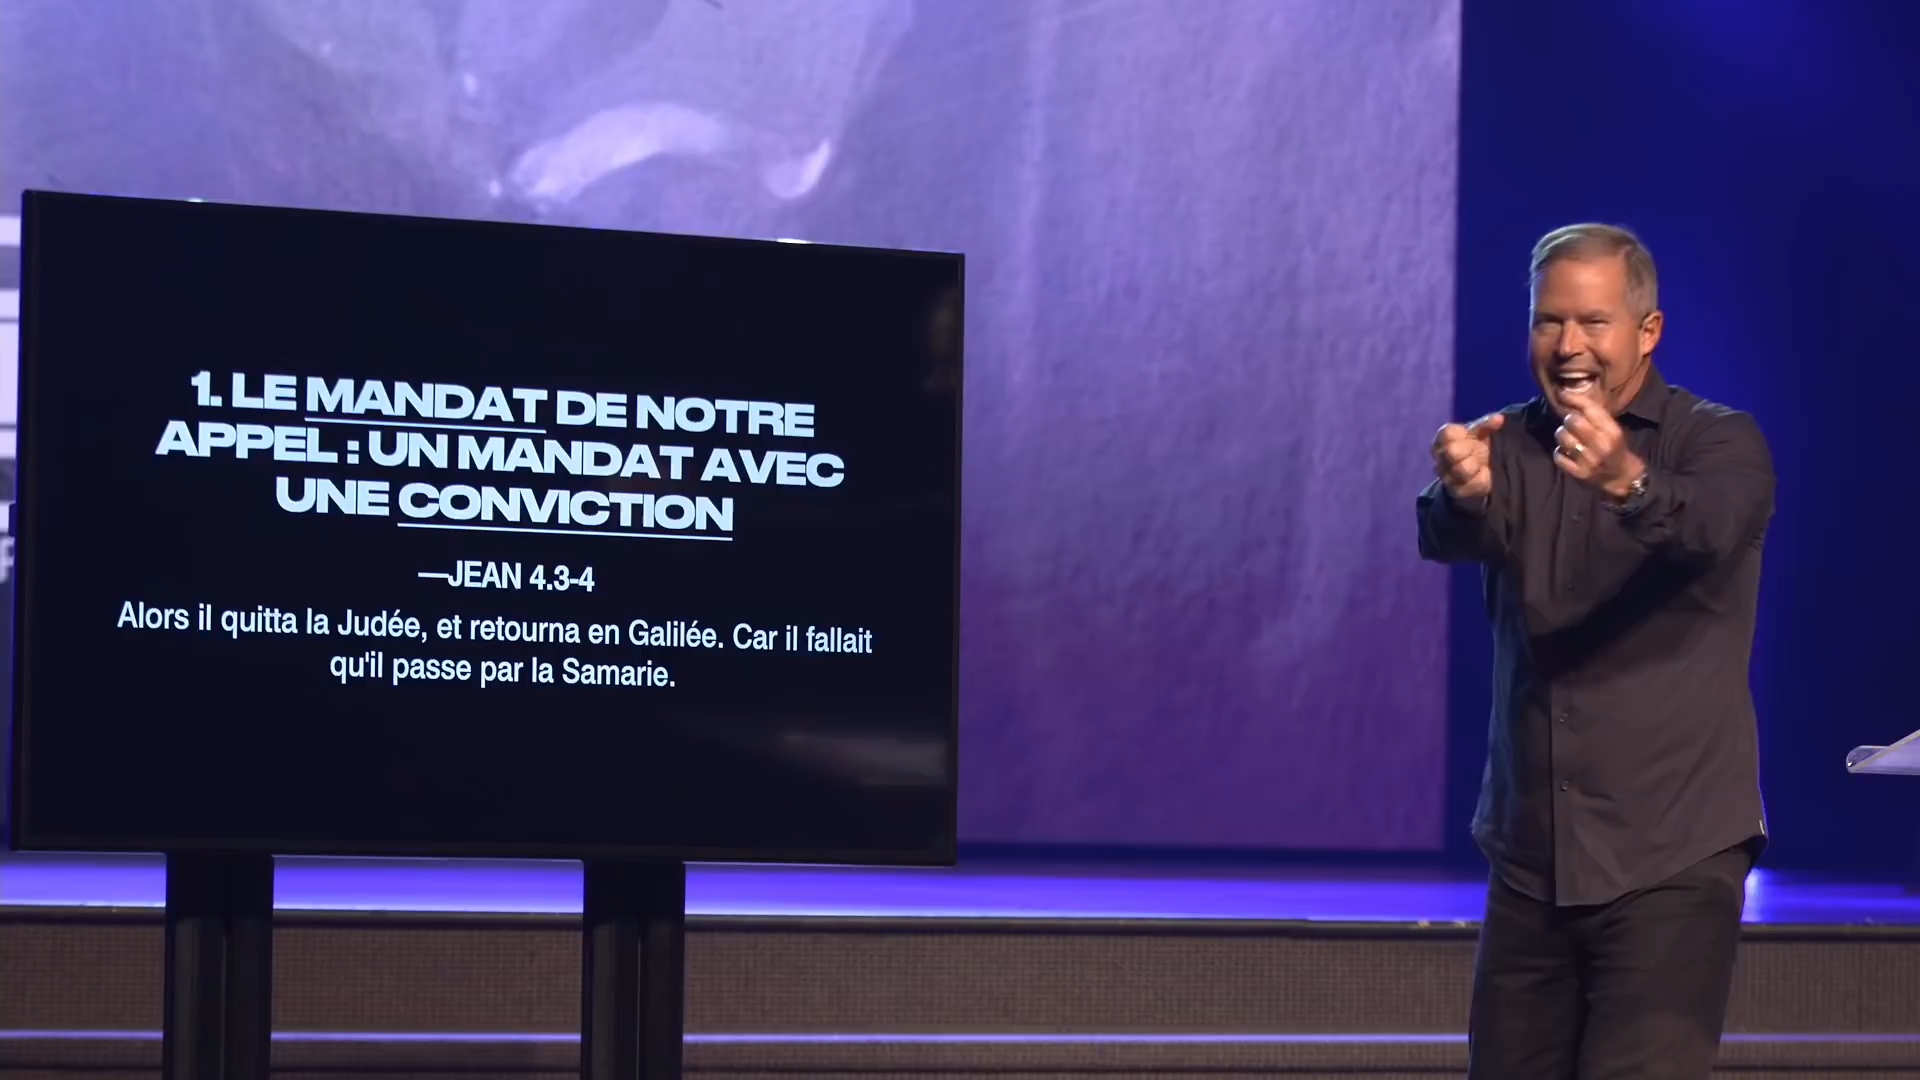 1. LE MANDAT DE NOTRE
APPEL : UN MANDAT AVEC
UNE CONVICTION
—JEAN 4.3-4
Alors il quitta la Judée, et retourna en Galilée. Car il fallait
qu'il passe par la Samarie.